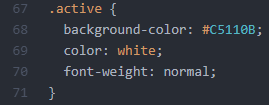 67 .active {
68 background-color: #C5110B;
69 color: white;
70 font-weight: normal;
71 }